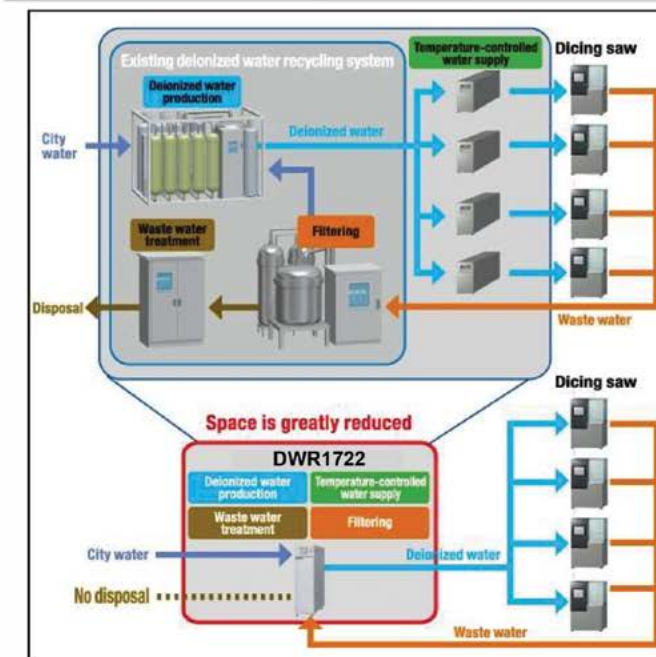 Temperature-controlled
water supply
Dicing saw
Existing deionized water recycling system
Deionized water
production
City
water
Deionized water
Waste water
treatment
Filtering
Disposal
Waste water
Dicing saw
Space is greatly reduced
DWR1722
Deionized water
production
Temperature-controlled
water supply
Waste water
treatment
Filtering
City water
Deionized water
No disposal
Waste water